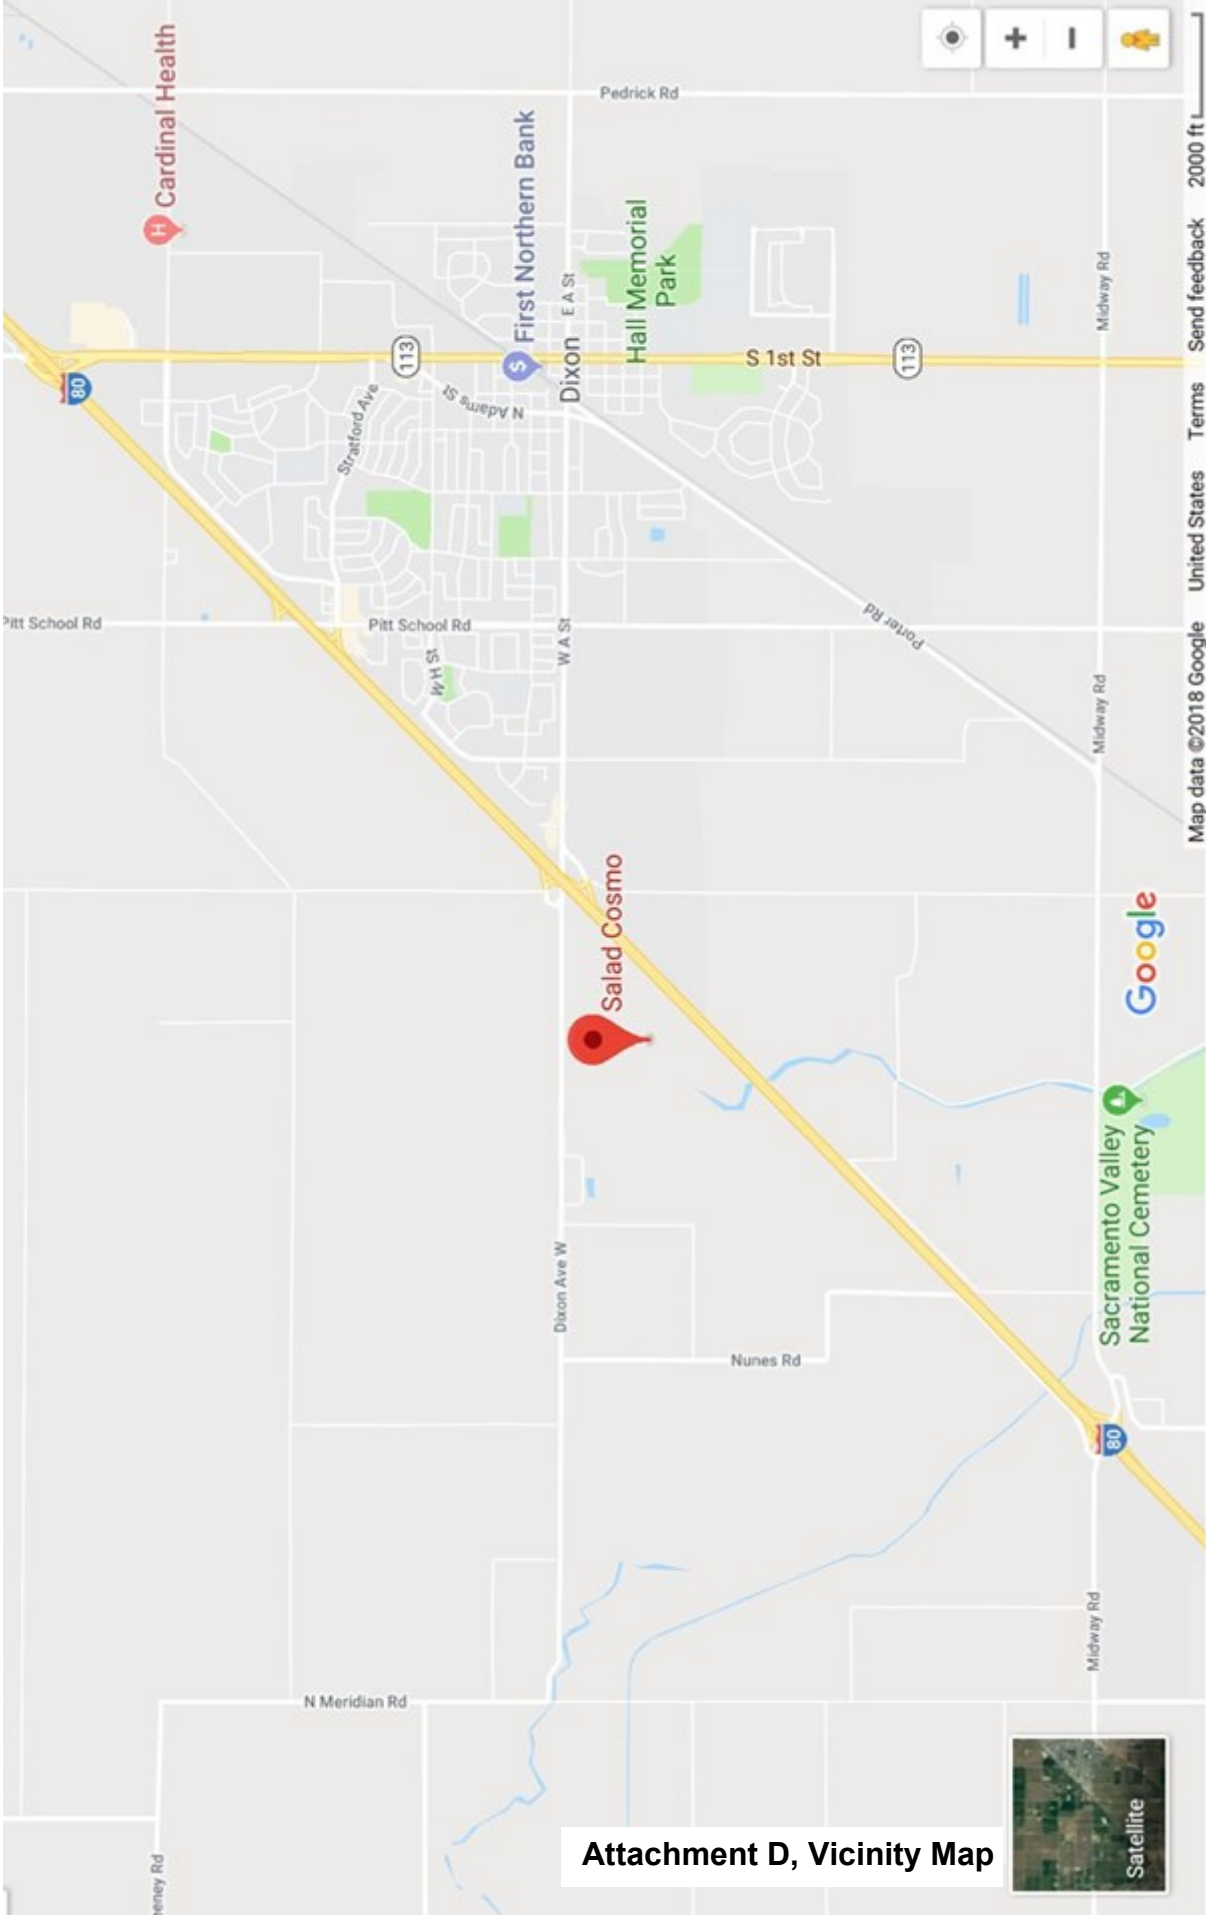 Cardinal Health
H
Pedrick Rd
First Northern Bank
$
E A St
Hall Memorial
Park
Midway Rd
80
113
Stratford Ave
N Adams St
Dixon
S 1st St
113
Pitt School Rd
Pitt School Rd
W H St
W A St
Porter Rd
Midway Rd
Salad Cosmo
Google
Dixon Ave W
Nunes Rd
Sacramento Valley
National Cemetery
80
Midway Rd
N Meridian Rd
Satellite
Map data ©2018 Google United States Terms Send feedback 2000 ft
Attachment D, Vicinity Map